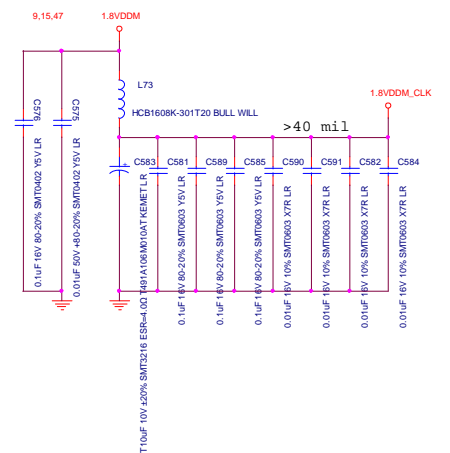 9,15,47
1.8VDDM
L73
HCB1608K-301T20 BULL WILL
1.8VDDM_CLK
>40 mil
C576
C575
C583
C581
C589
C585
C590
C591
C582
C584
0.1uF 16V 80-20% SMT0402 Y5V LR
0.01uF 50V +80-20% SMT0402 Y5V LR
T10uF 10V ±20% SMT3216 ESR=4.0Ω T491A106M010AT KEMET LR
0.1uF 16V 80-20% SMT0603 Y5V LR
0.1uF 16V 80-20% SMT0603 Y5V LR
0.1uF 16V 80-20% SMT0603 Y5V LR
0.01uF 16V 10% SMT0603 X7R LR
0.01uF 16V 10% SMT0603 X7R LR
0.01uF 16V 10% SMT0603 X7R LR
0.01uF 16V 10% SMT0603 X7R LR